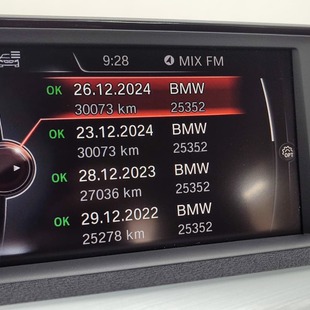 9:28 MIX FM
OK 26.12.2024 BMW
30073 km 25352
OK 23.12.2024 BMW
30073 km 25352
OK 28.12.2023 BMW
27036 km 25352
OK 29.12.2022 BMW
25278 km 25352
OPT